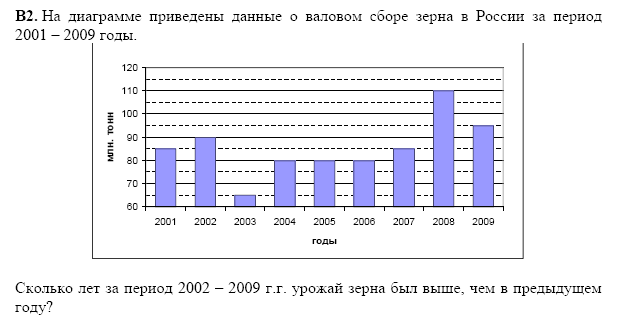 В2. На диаграмме приведены данные о валовом сборе зерна в России за период
2001 – 2009 годы.
120
110
100
90
80
70
60
млн. тонн
2001 2002 2003 2004 2005 2006 2007 2008 2009
годы
Сколько лет за период 2002 – 2009 г.г. урожай зерна был выше, чем в предыдущем
году?